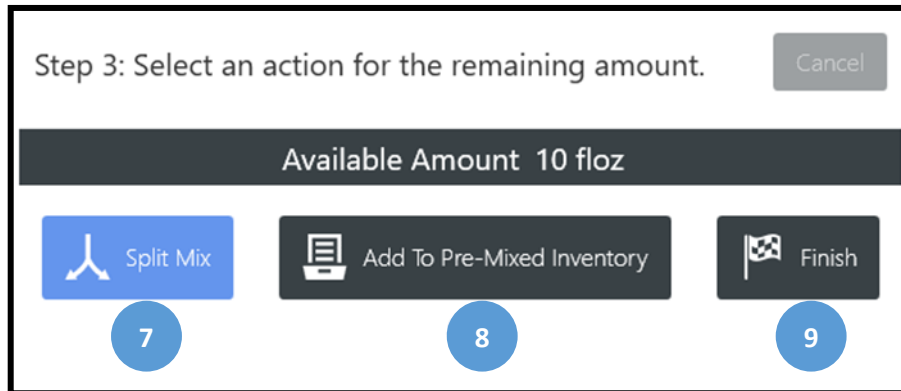 Step 3: Select an action for the remaining amount.
Cancel
Available Amount 10 floz
Split Mix
Add To Pre-Mixed Inventory
Finish
7
8
9